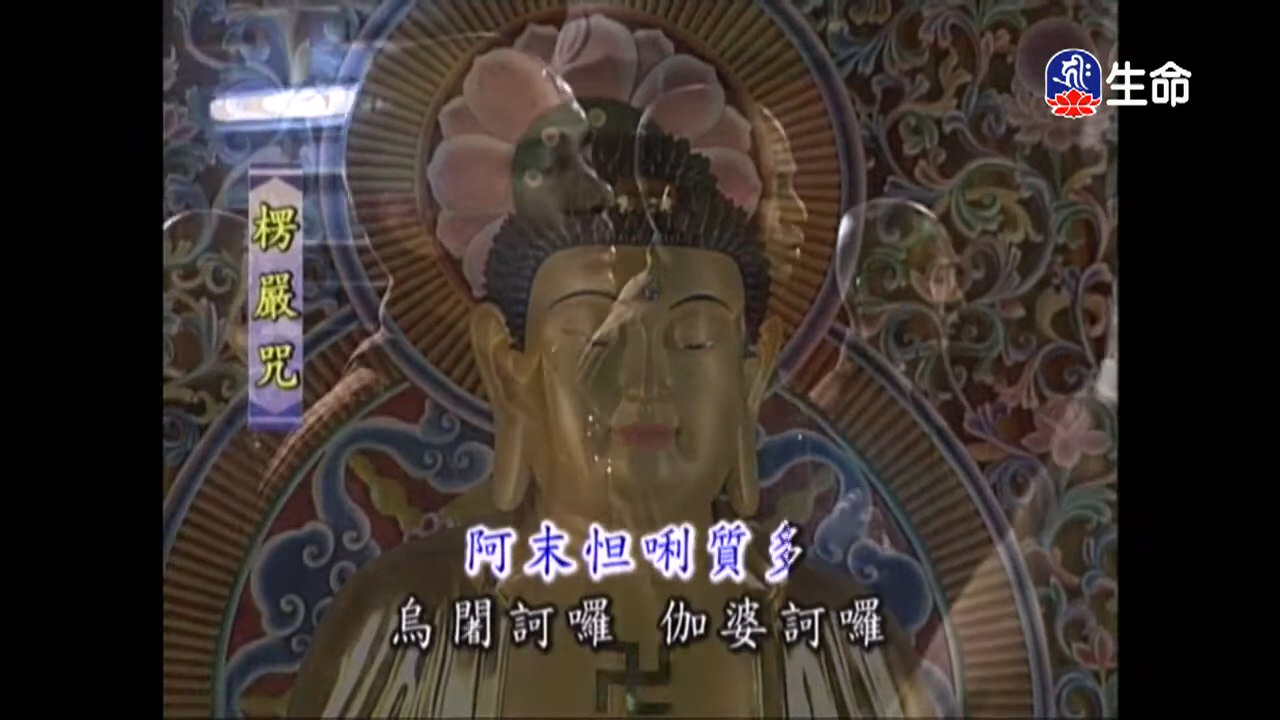 生命
楞嚴咒
阿末怛唎質多
烏闍訶囉 伽婆訶囉